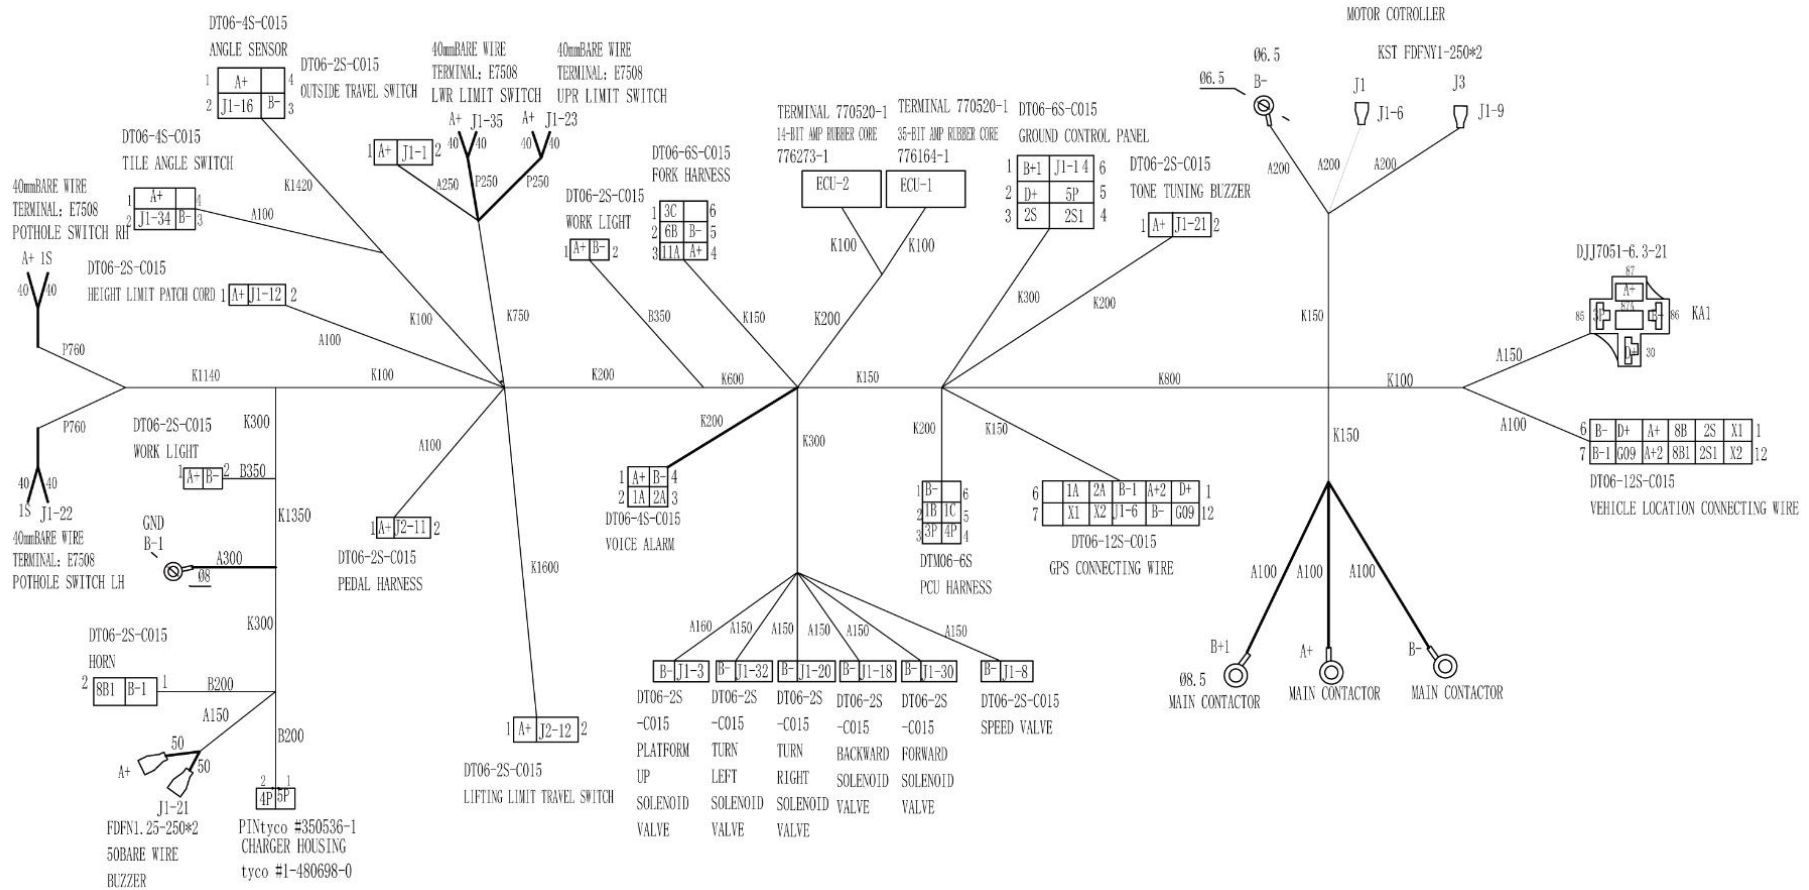 DT06-4S-C015
ANGLE SENSOR
1 A+ 4
2 J1-16 B- 3
DT06-2S-C015
OUTSIDE TRAVEL SWITCH
1 A+ J1-1 2
40mmBARE WIRE
TERMINAL: E7508
LWR LIMIT SWITCH
A+ J1-35
40 40
40mmBARE WIRE
TERMINAL: E7508
UPR LIMIT SWITCH
A+ J1-23
40 40
A250
P250
P250
DT06-4S-C015
TILE ANGLE SWITCH
1 A+ 4
2 J1-34 B- 3
A100
K1420
40mmBARE WIRE
TERMINAL: E7508
POTHOLE SWITCH RH
A+ 1S
40 40
P760
DT06-2S-C015
HEIGHT LIMIT PATCH CORD 1 A+ J1-12 2
A100
K100
K750
DT06-2S-C015
WORK LIGHT
1 A+ B- 2
B350
DT06-6S-C015
FORK HARNESS
1 3C 6
2 6B B- 5
3 11A A+ 4
K150
TERMINAL 770520-1
14-BIT AMP RUBBER CORE
776273-1
ECU-2
TERMINAL 770520-1
35-BIT AMP RUBBER CORE
776164-1
ECU-1
K100
K100
K200
DT06-6S-C015
GROUND CONTROL PANEL
1 B+1 J1-14 6
2 D+ 5P 5
3 2S 2S1 4
K300
DT06-2S-C015
TONE TUNING BUZZER
1 A+ J1-21 2
K200
MOTOR COTROLLER
Ø6.5
Ø6.5
B-
KST FDFNY1-250*2
J1
J1-6
J3
J1-9
A200
A200
A200
K150
DJJ7051-6.3-21
87
A+
87A
85 3P B+ 86
D+ 30
KA1
A150
K1140
K100
K200
K600
K150
K800
K100
A100
P760
40 40
1S J1-22
40mmBARE WIRE
TERMINAL: E7508
POTHOLE SWITCH LH
K300
DT06-2S-C015
WORK LIGHT
1 A+ B- 2
B350
K1350
GND
B-1
Ø8
A300
K300
DT06-2S-C015
HORN
2 8B1 B-1 1
B200
A150
50
50
A+
J1-21
FDFN1.25-250*2
50BARE WIRE
BUZZER
B200
2 1
4P 5P
PINtyco #350536-1
CHARGER HOUSING
tyco #1-480698-0
A100
1 A+ J2-11 2
DT06-2S-C015
PEDAL HARNESS
K1600
1 A+ J2-12 2
DT06-2S-C015
LIFTING LIMIT TRAVEL SWITCH
K200
1 A+ B- 4
2 1A 2A 3
DT06-4S-C015
VOICE ALARM
K300
A160
A150
A150
A150
A150
A150
B- J1-3
DT06-2S
-C015
PLATFORM
UP
SOLENOID
VALVE
B- J1-32
DT06-2S
-C015
TURN
LEFT
SOLENOID
VALVE
B- J1-20
DT06-2S
-C015
TURN
RIGHT
SOLENOID
VALVE
B- J1-18
DT06-2S
-C015
BACKWARD
SOLENOID
VALVE
B- J1-30
DT06-2S
-C015
FORWARD
SOLENOID
VALVE
B- J1-8
DT06-2S-C015
SPEED VALVE
K200
1 B- 6
2 1B 1C 5
3 3P 4P 4
DTM06-6S
PCU HARNESS
K150
6 1A 2A B-1 A+2 D+ 1
7 X1 X2 J1-6 B- G09 12
DT06-12S-C015
GPS CONNECTING WIRE
K150
A100
A100
A100
B+1
Ø8.5
MAIN CONTACTOR
A+
MAIN CONTACTOR
B-
MAIN CONTACTOR
6 B- D+ A+ 8B 2S X1 1
7 B-1 G09 A+2 8B1 2S1 X2 12
DT06-12S-C015
VEHICLE LOCATION CONNECTING WIRE